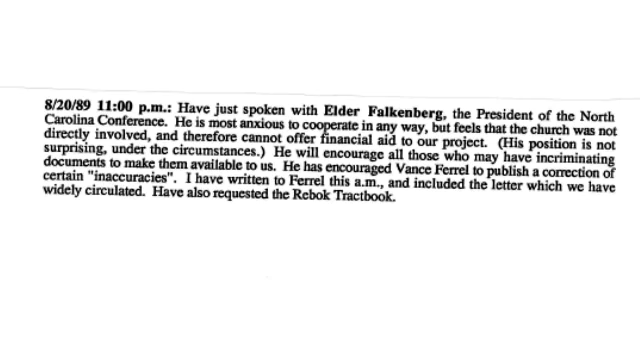 8/20/89 11:00 p.m.: Have just spoken with Elder Falkenberg, the President of the North
Carolina Conference. He is most anxious to cooperate in any way, but feels that the church was not
directly involved, and therefore cannot offer financial aid to our project. (His position is not
surprising, under the circumstances.) He will encourage all those who may have incriminating
documents to make them available to us. He has encouraged Vance Ferrel to publish a correction of
certain "inaccuracies". I have written to Ferrel this a.m., and included the letter which we have
widely circulated. Have also requested the Rebok Tractbook.